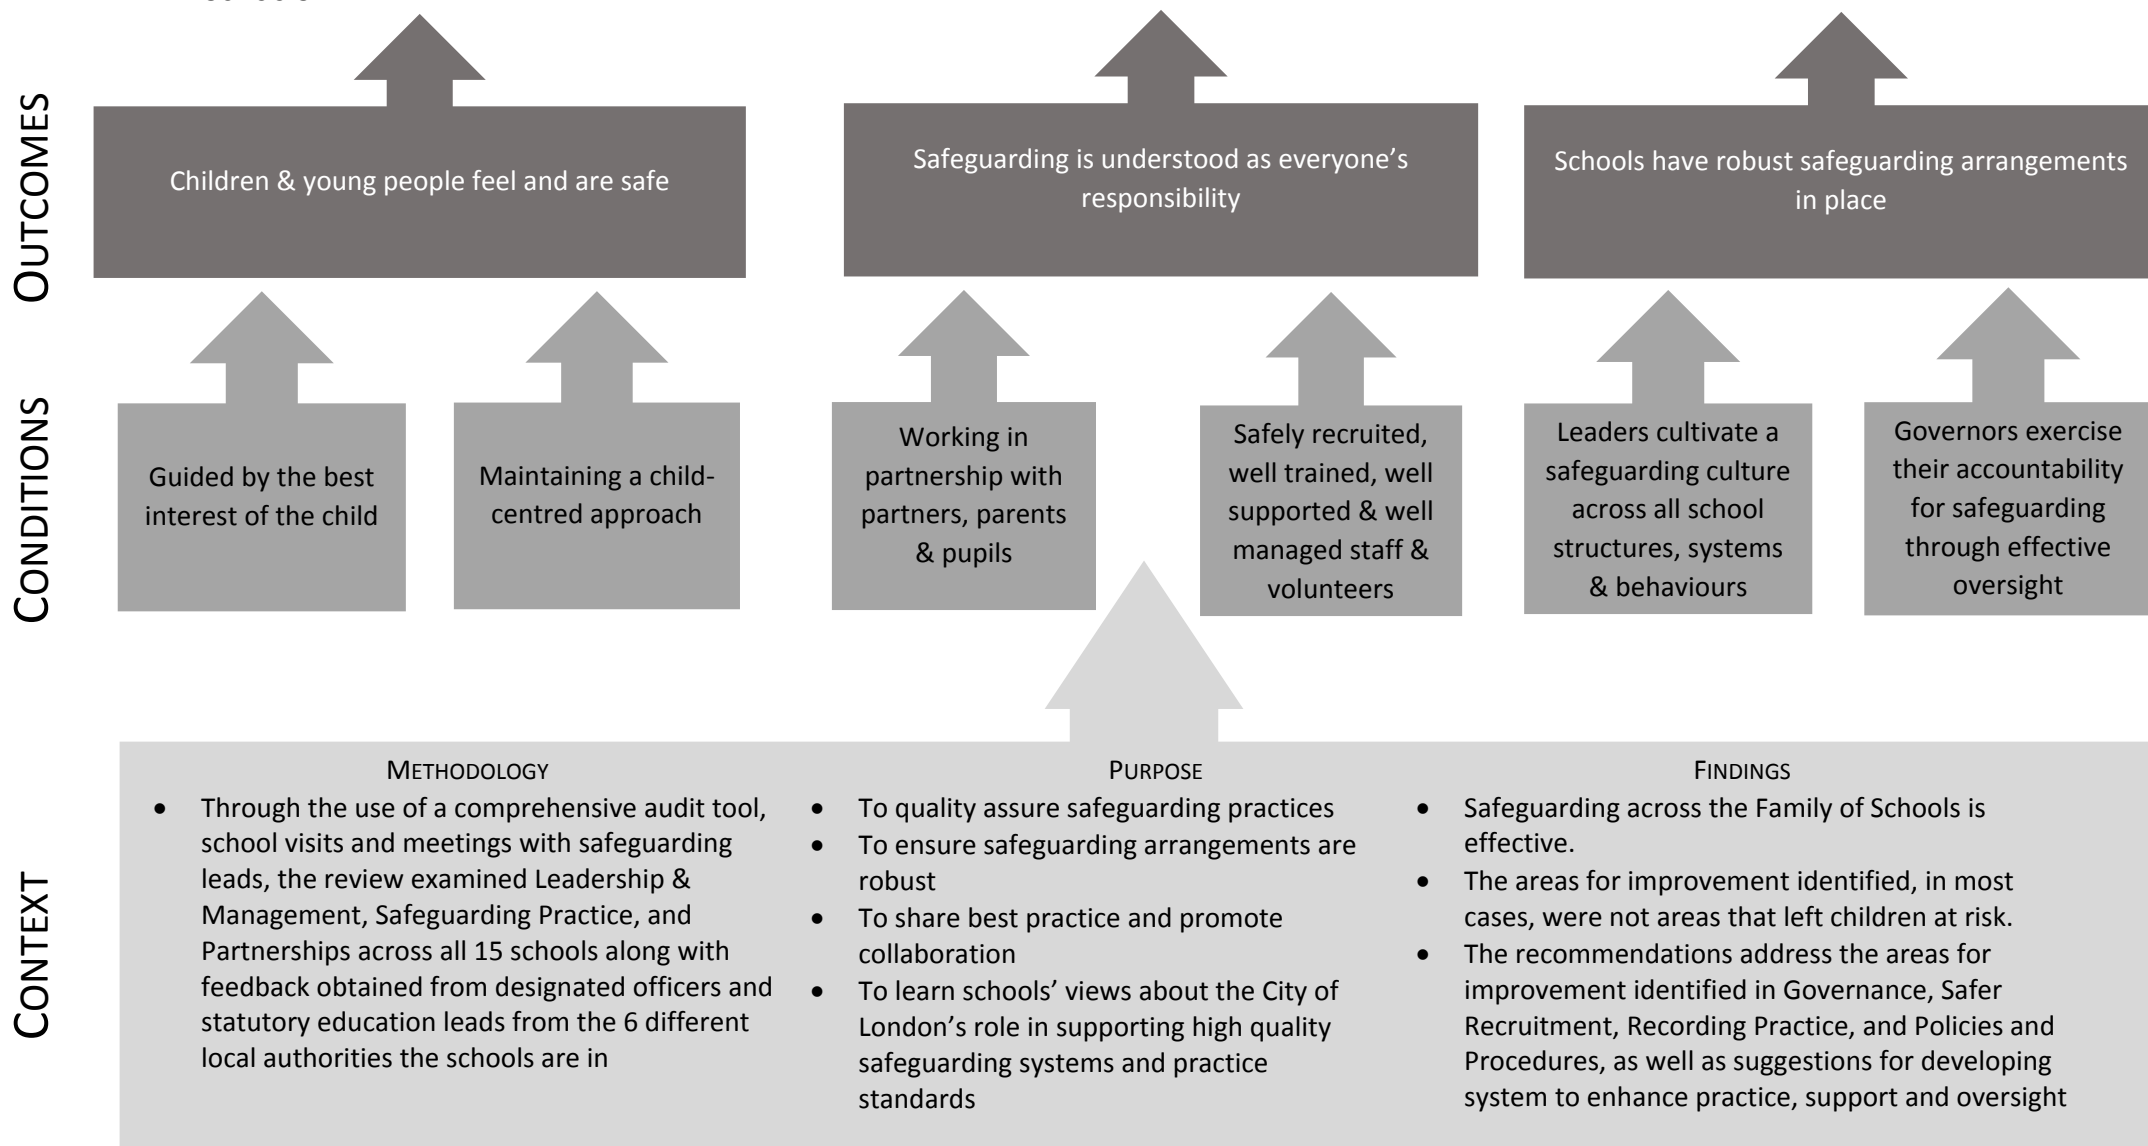 OUTCOMES
Children & young people feel and are safe
Safeguarding is understood as everyone's
responsibility
Schools have robust safeguarding arrangements
in place
CONDITIONS
Guided by the best
interest of the child
Maintaining a child-
centred approach
Working in
partnership with
partners, parents
& pupils
Safely recruited,
well trained, well
supported & well
managed staff &
volunteers
Leaders cultivate a
safeguarding culture
across all school
structures, systems
& behaviours
Governors exercise
their accountability
for safeguarding
through effective
oversight
CONTEXT
METHODOLOGY
• Through the use of a comprehensive audit tool,
school visits and meetings with safeguarding
leads, the review examined Leadership &
Management, Safeguarding Practice, and
Partnerships across all 15 schools along with
feedback obtained from designated officers and
statutory education leads from the 6 different
local authorities the schools are in
PURPOSE
• To quality assure safeguarding practices
• To ensure safeguarding arrangements are
robust
• To share best practice and promote
collaboration
• To learn schools' views about the City of
London's role in supporting high quality
safeguarding systems and practice
standards
FINDINGS
• Safeguarding across the Family of Schools is
effective.
• The areas for improvement identified, in most
cases, were not areas that left children at risk.
• The recommendations address the areas for
improvement identified in Governance, Safer
Recruitment, Recording Practice, and Policies and
Procedures, as well as suggestions for developing
system to enhance practice, support and oversight